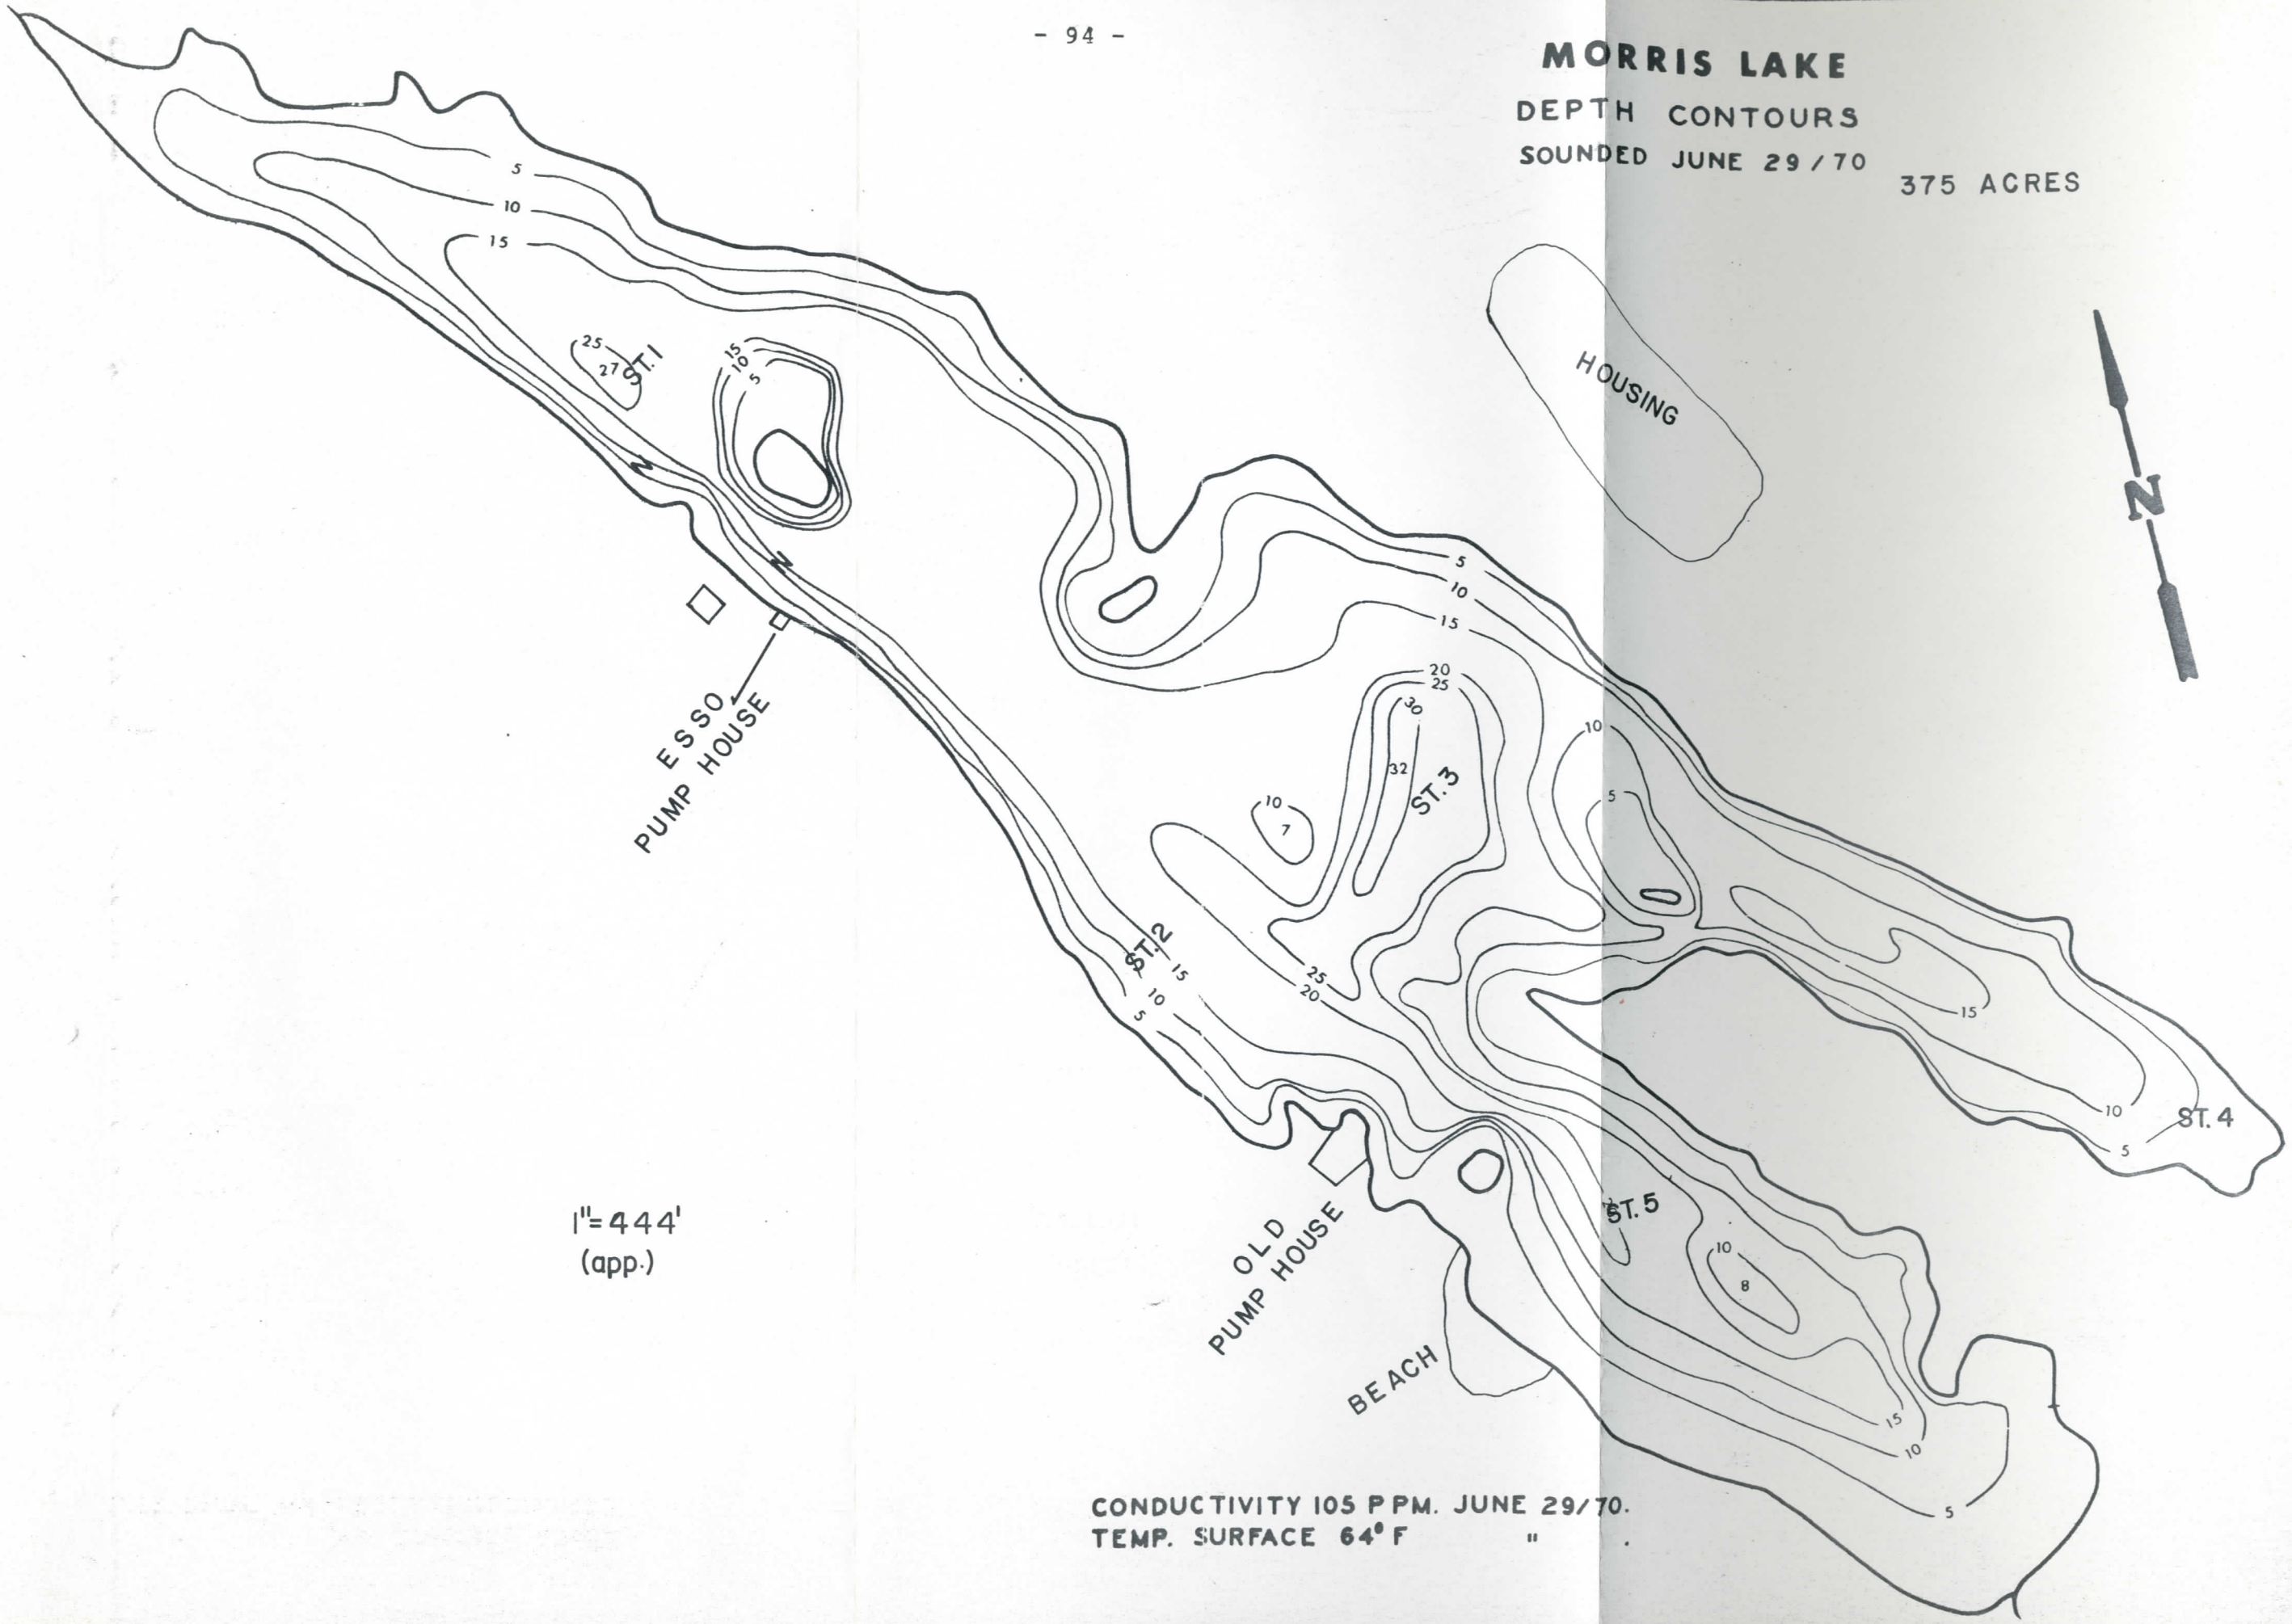 - 94 -
MORRIS LAKE
DEPTH CONTOURS
SOUNDED JUNE 29/70
375 ACRES
5
10
15
25
27
ST.1
15
10
5
HOUSING
N
N
N
5
10
15
20
25
30
32
ST.3
10
7
10
5
ESSO
PUMP HOUSE
ST.2
15
10
5
25
20
15
10
5
ST.4
1"=444'
(app.)
OLD
PUMP HOUSE
ST.5
10
8
BEACH
15
10
5
CONDUCTIVITY 105 PPM. JUNE 29/70.
TEMP. SURFACE 64° F " .